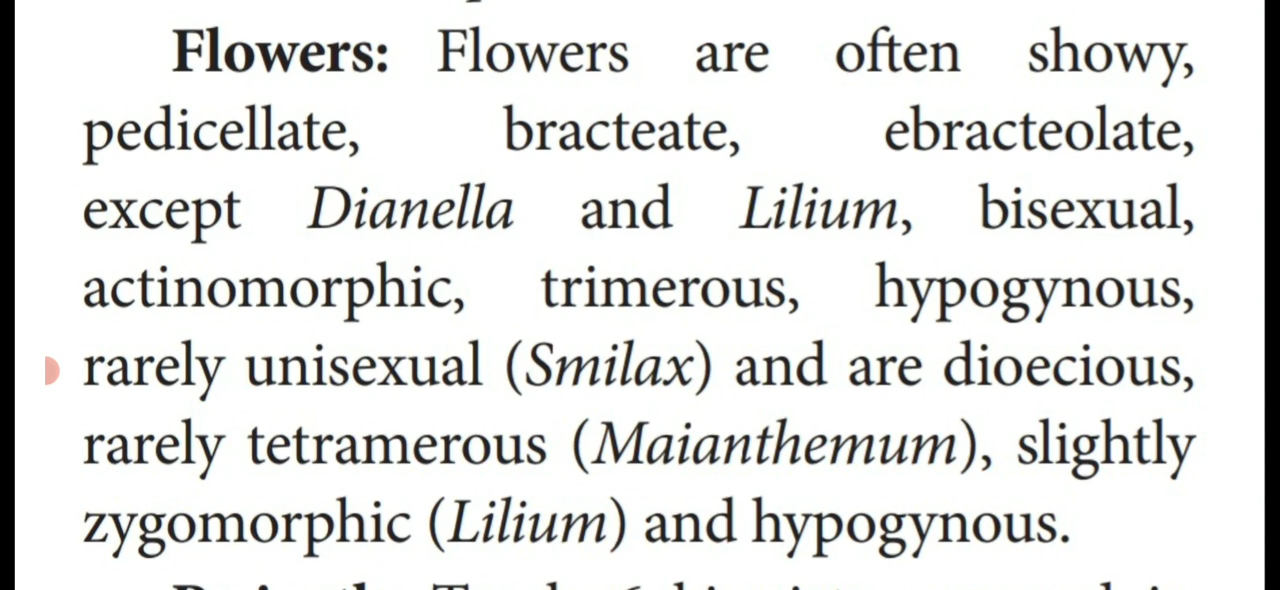 Flowers: Flowers are often showy,
pedicellate, bracteate, ebracteolate,
except Dianella and Lilium, bisexual,
actinomorphic, trimerous, hypogynous,
rarely unisexual (Smilax) and are dioecious,
rarely tetramerous (Maianthemum), slightly
zygomorphic (Lilium) and hypogynous.